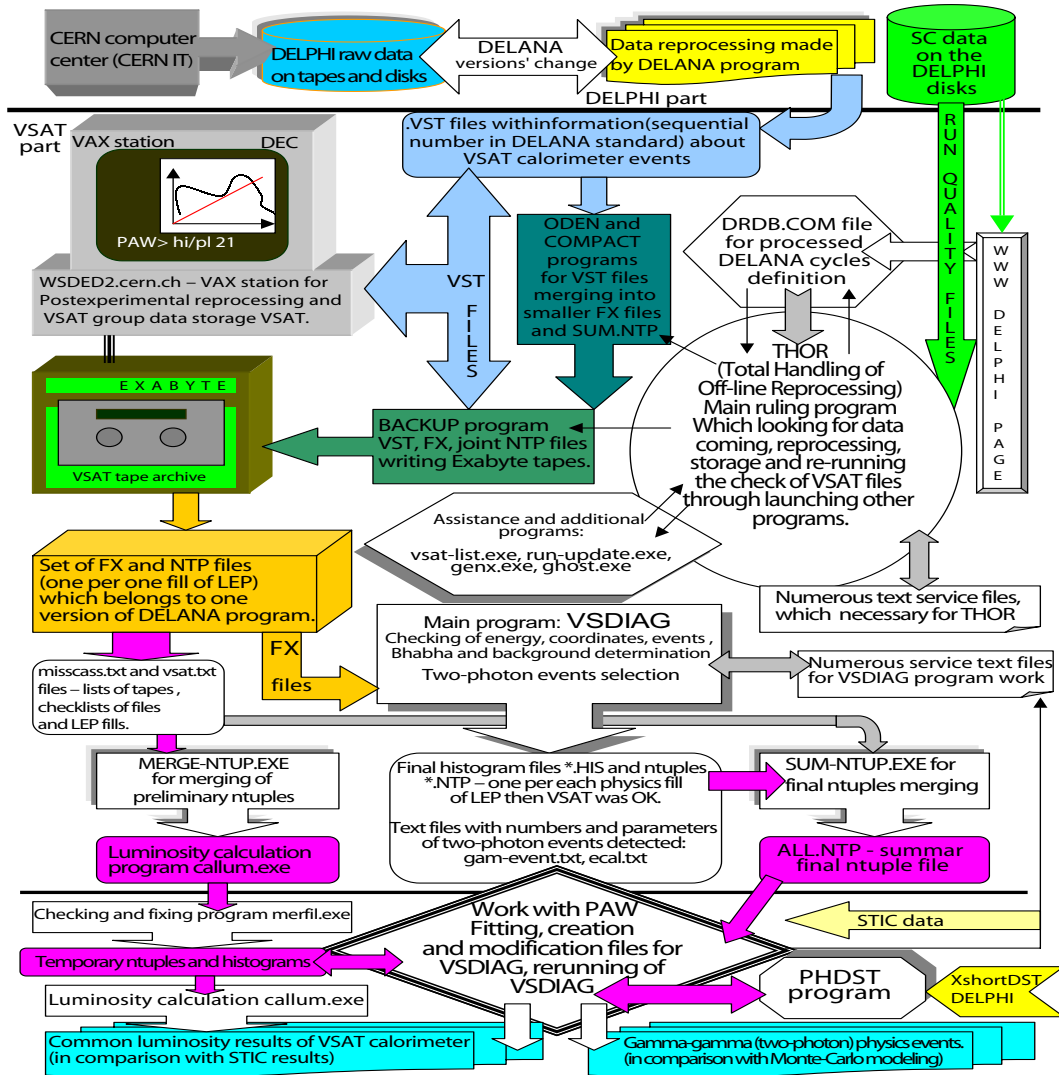 CERN computer
center (CERN IT)
DELPHI raw data
on tapes and disks
DELANA
versions' change
Data reprocessing made
by DELANA program
SC data
on the
DELPHI
disks
DELPHI part
VSAT
part
VAX station
DEC
PAW> hi/pl 21
WSDED2.cern.ch – VAX station for
Postexperimental reprocessing and
VSAT group data storage VSAT.
.VST files withinformation(sequential
number in DELANA standard) about
VSAT calorimeter events
VST FILES
ODEN and
COMPACT
programs
for VST files
merging into
smaller FX files
and SUM.NTP
DRDB.COM file
for processed
DELANA cycles
definition
RUN QUALITY FILES
WWW DELPHI PAGE
THOR
(Total Handling of
Off-line Reprocessing)
Main ruling program
Which looking for data
coming, reprocessing,
storage and re-running
the check of VSAT files
through launching other
programs.
EXABYTE
VSAT tape archive
BACKUP program
VST, FX, joint NTP files
writing Exabyte tapes.
Assistance and additional
programs:
vsat-list.exe, run-update.exe,
genx.exe, ghost.exe
Set of FX and NTP files
(one per one fill of LEP)
which belongs to one
version of DELANA program.
Numerous text service files,
which necessary for THOR
Main program: VSDIAG
Checking of energy, coordinates, events ,
Bhabha and background determination
Two-photon events selection
FX
files
Numerous service text files
for VSDIAG program work
misscass.txt and vsat.txt
files – lists of tapes ,
checklists of files
and LEP fills.
MERGE-NTUP.EXE
for merging of
preliminary ntuples
Final histogram files *.HIS and ntuples
*.NTP – one per each physics fill
of LEP then VSAT was OK.
Text files with numbers and parameters
of two-photon events detected:
gam-event.txt, ecal.txt
SUM-NTUP.EXE for
final ntuples merging
Luminosity calculation
program callum.exe
ALL.NTP - summar
final ntuple file
Checking and fixing program merfil.exe
Work with PAW
Fitting, creation
and modification files for
VSDIAG, rerunning of
VSDIAG
STIC data
Temporary ntuples and histograms
PHDST
program
XshortDST
DELPHI
Luminosity calculation callum.exe
Common luminosity results of VSAT calorimeter
(in comparison with STIC results)
Gamma-gamma (two-photon) physics events.
(in comparison with Monte-Carlo modeling)